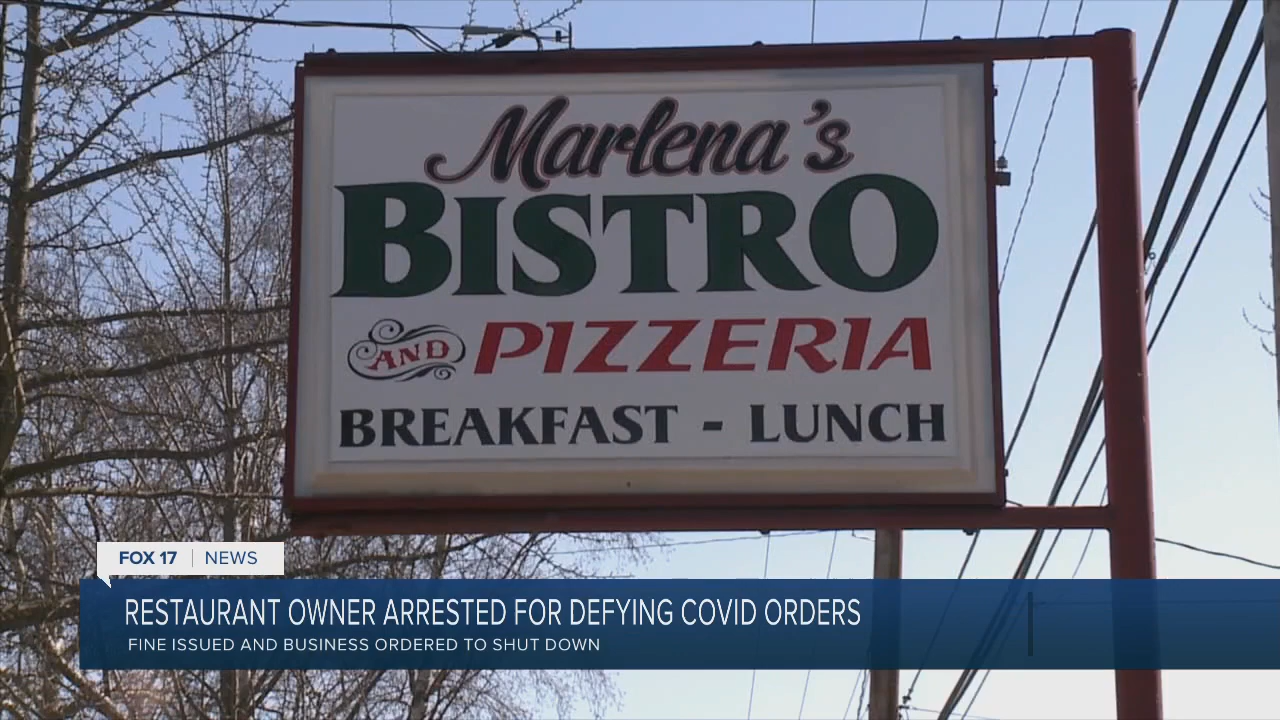 Marlena's
BISTRO
AND PIZZERIA
BREAKFAST - LUNCH
FOX 17 | NEWS
RESTAURANT OWNER ARRESTED FOR DEFYING COVID ORDERS
FINE ISSUED AND BUSINESS ORDERED TO SHUT DOWN